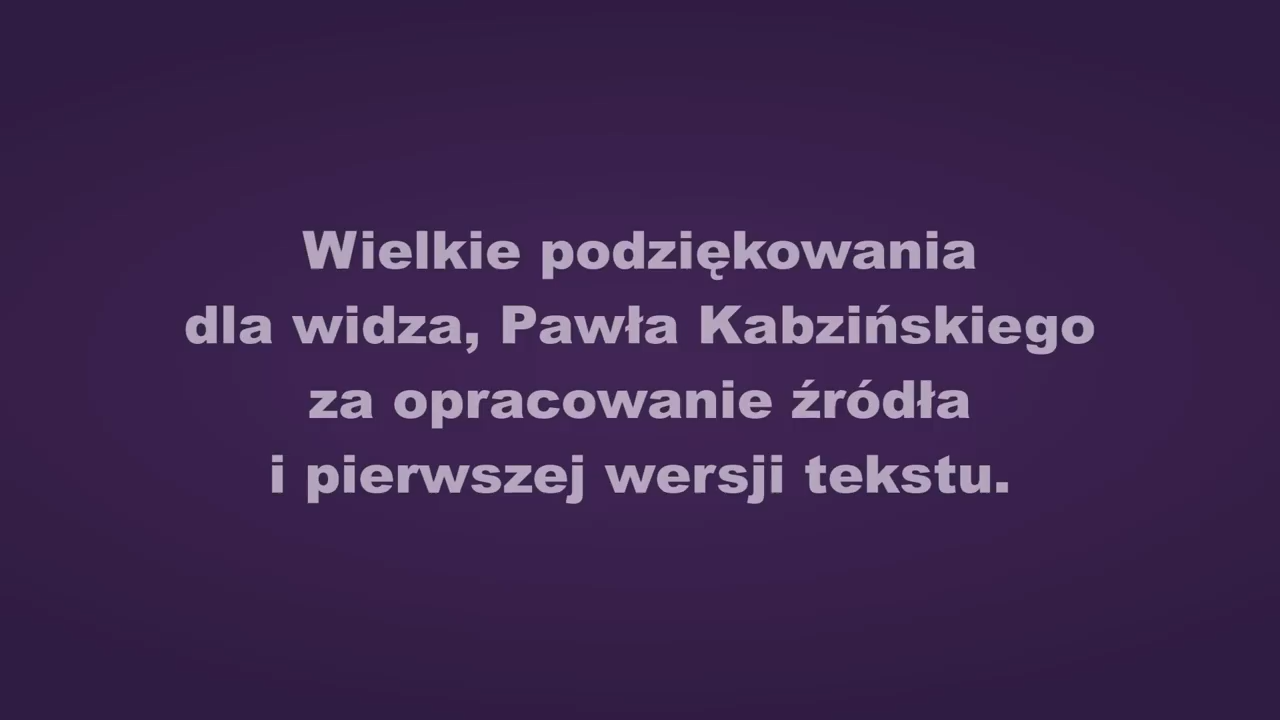 Wielkie podziękowania
dla widza, Pawła Kabzińskiego
za opracowanie źródła
i pierwszej wersji tekstu.